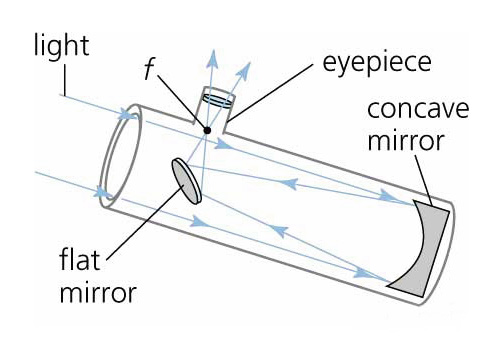 light
f
eyepiece
concave
mirror
flat
mirror